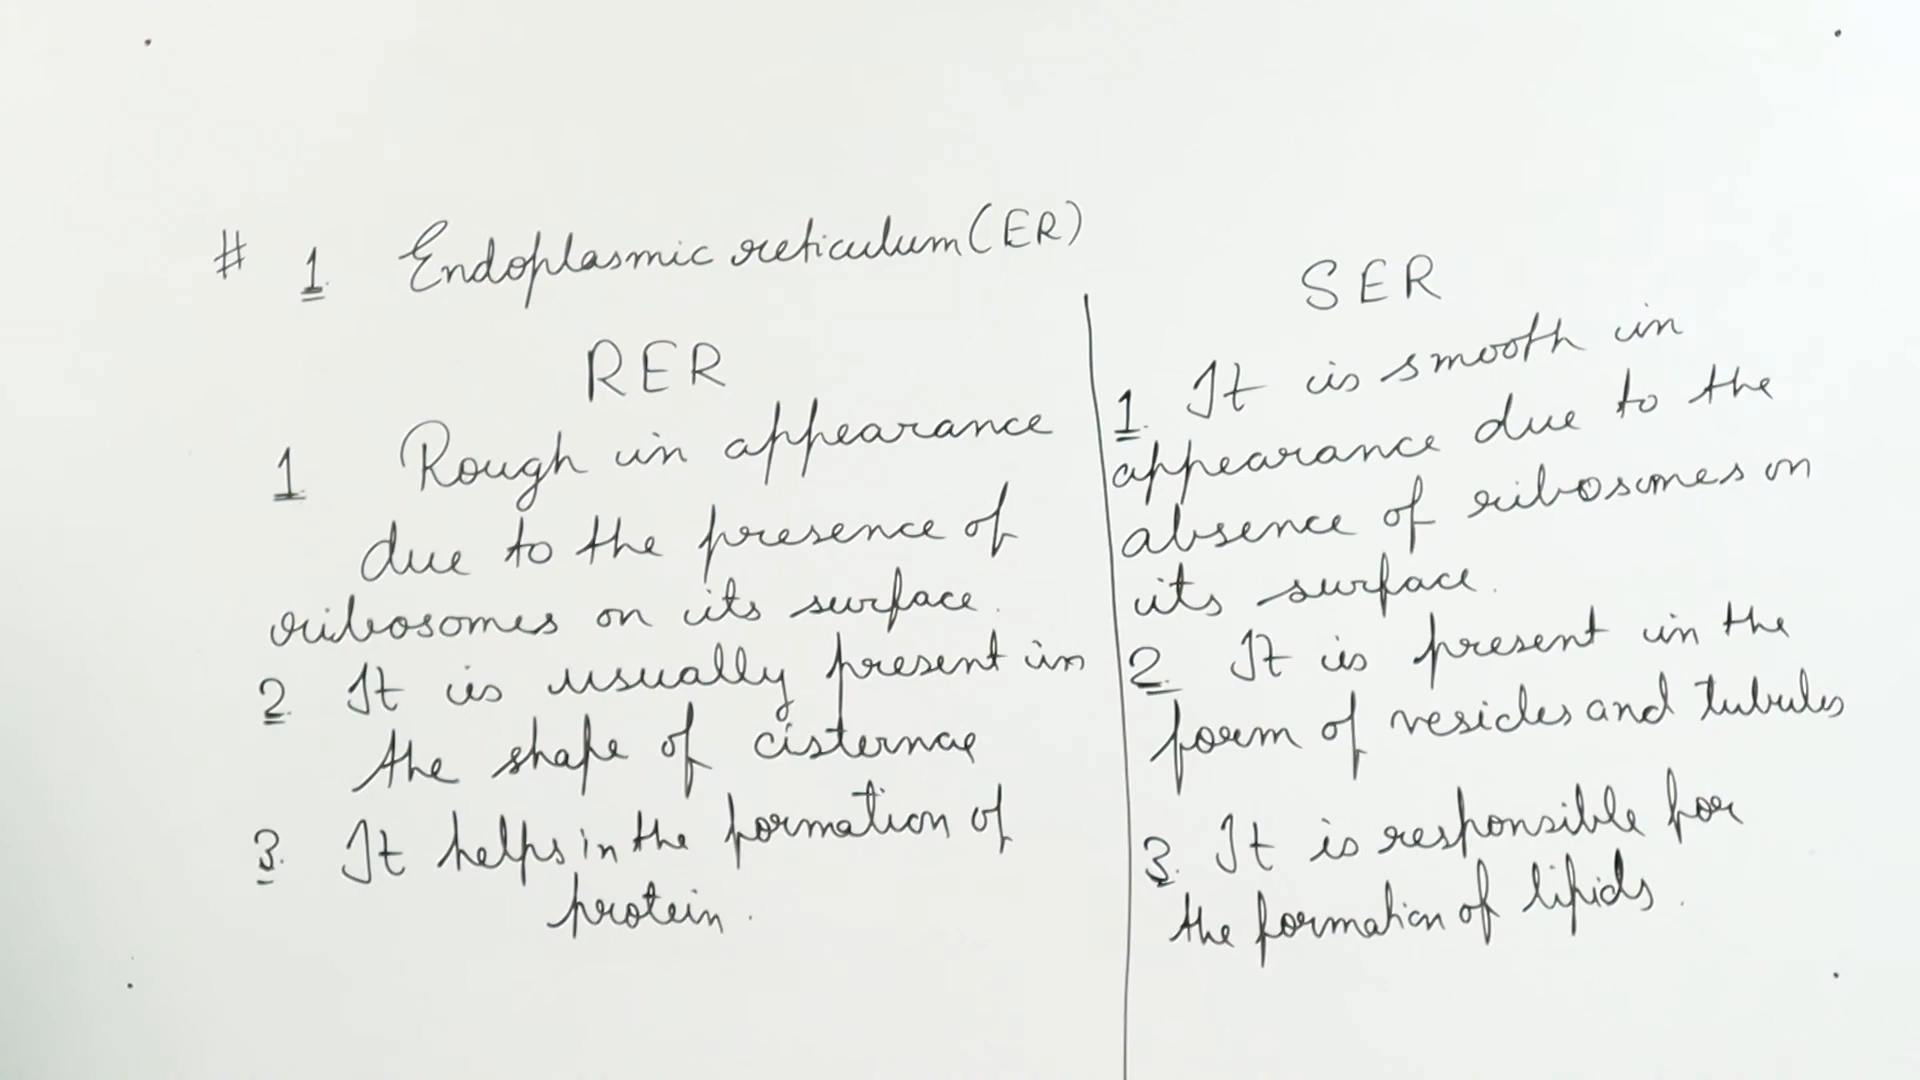 # 1 Endoplasmic reticulum (ER)
RER
1 Rough in appearance
due to the presence of
ribosomes on its surface.
2 It is usually present in
the shape of cisternae
3. It helps in the formation of
protein.
SER
1. It is smooth in
appearance due to the
absence of ribosomes on
its surface.
2. It is present in the
form of vesicles and tubules
3. It is responsible for
the formation of lipids.